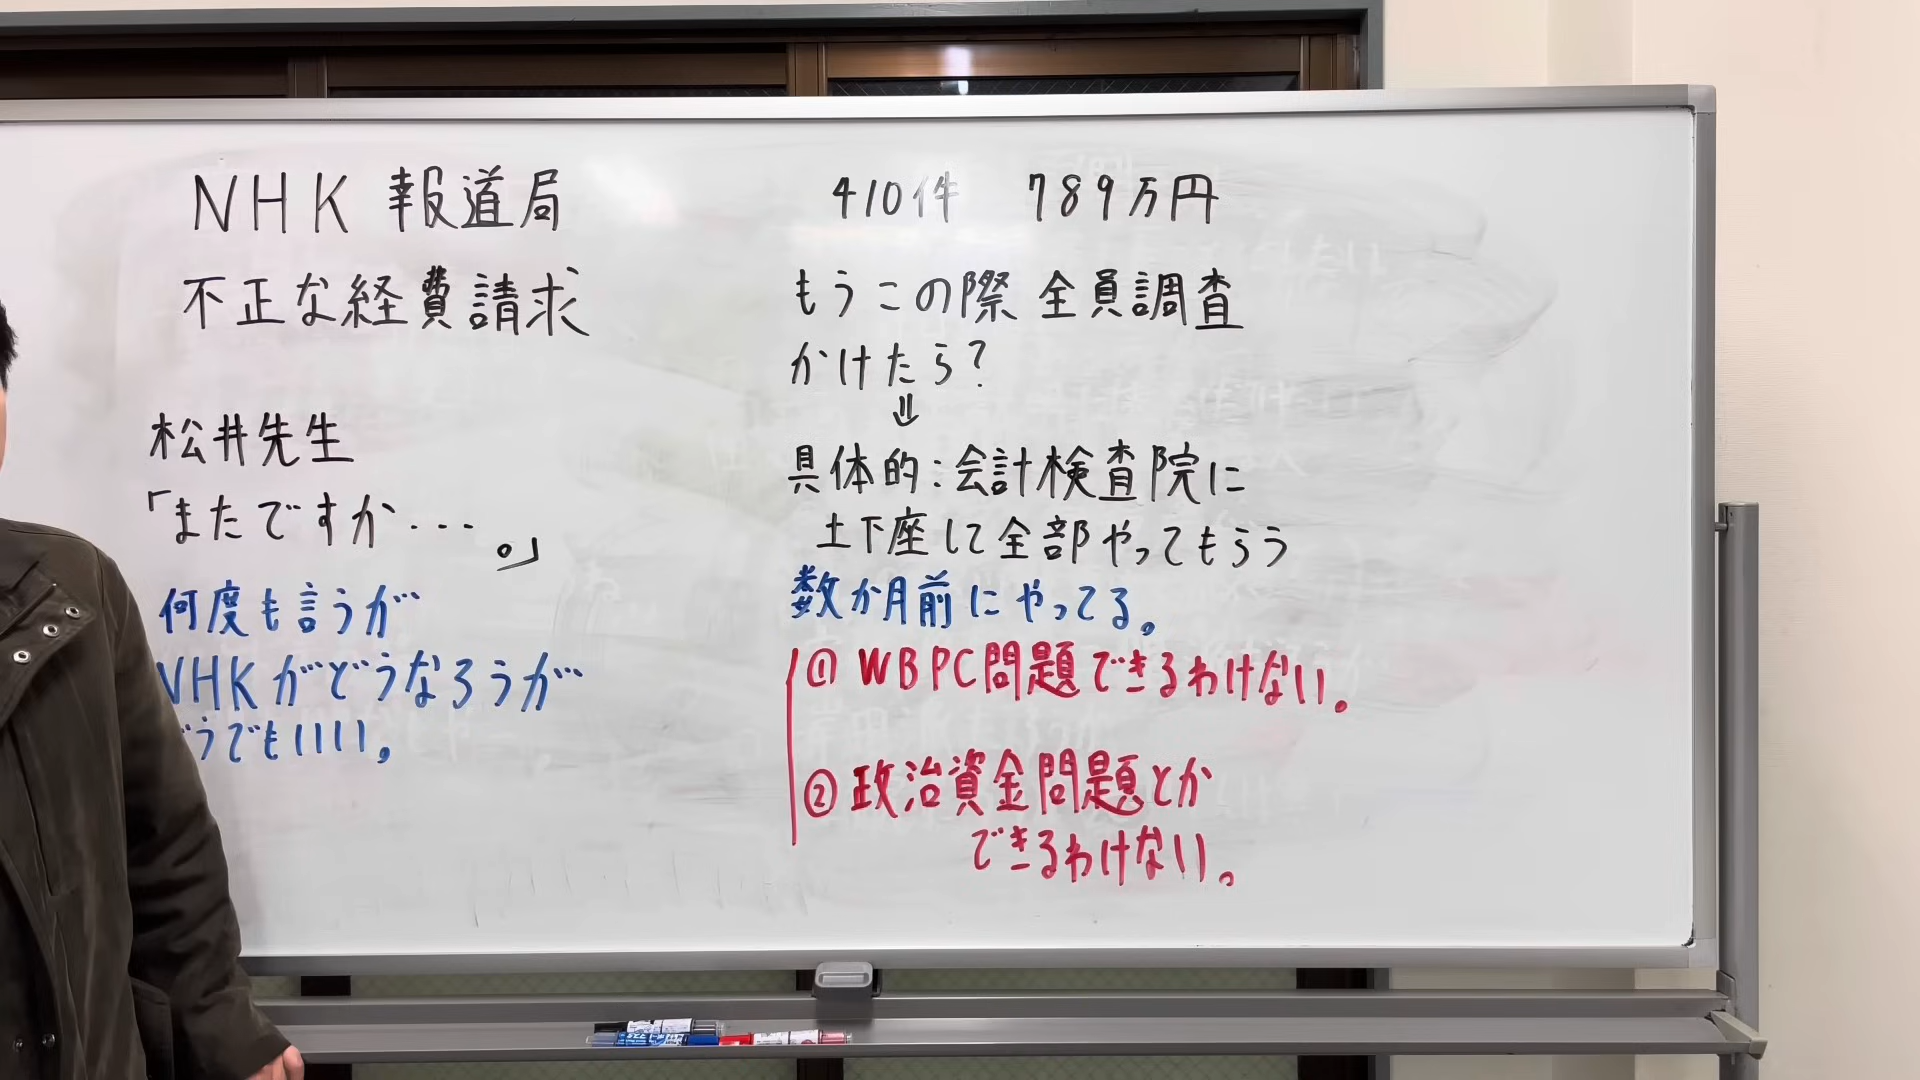 NHK 報道局
不正な経費請求
松井先生
「またですか・・・。」
何度も言うが
NHKがどうなろうが
どうでもいい。
410件 789万円
もうこの際 全員調査
かけたら?
⇓
具体的:会計検査院に
土下座して全部やってもらう
数か月前にやってる。
① WBPC問題できるわけない。
② 政治資金問題とか
できるわけない。